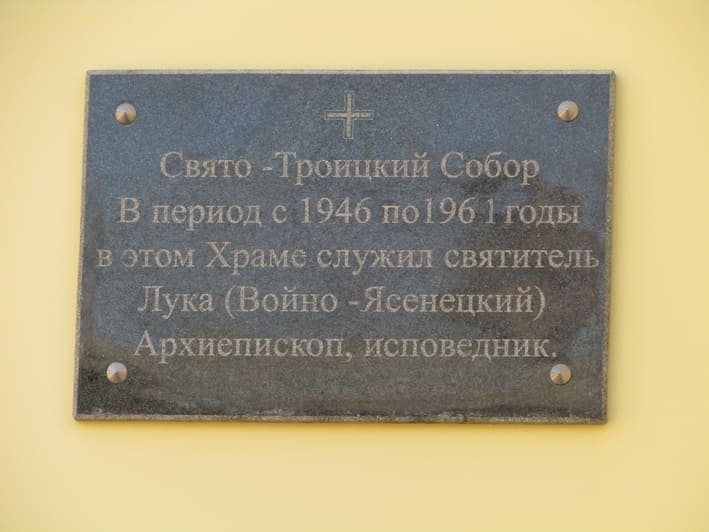 Свято -Троицкий Собор
В период с 1946 по1961годы
в этом Храме служил святитель
Лука (Войно -Ясенецкий)
Архиепископ, исповедник.